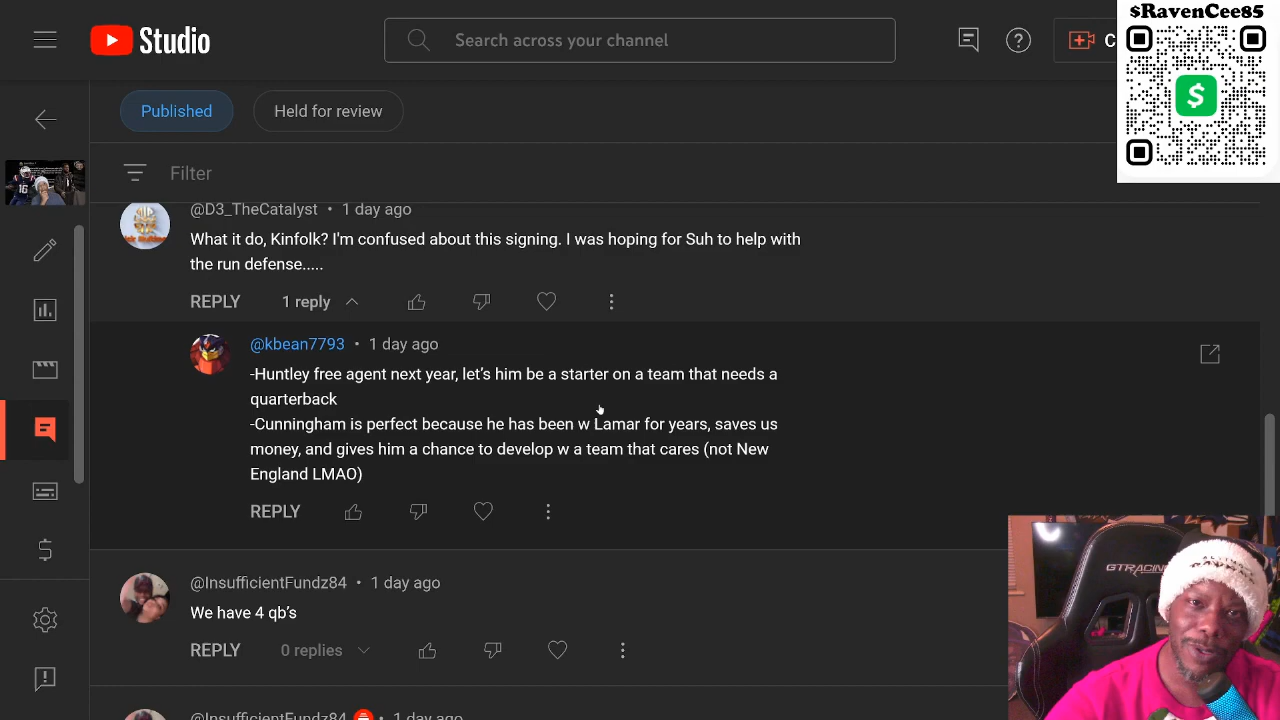 $RavenCee85
Studio
Search across your channel
C
Published
Held for review
Filter
@D3_TheCatalyst • 1 day ago
What it do, Kinfolk? I'm confused about this signing. I was hoping for Suh to help with
the run defense.....
REPLY 1 reply
@kbean7793 • 1 day ago
-Huntley free agent next year, let's him be a starter on a team that needs a
quarterback
-Cunningham is perfect because he has been w Lamar for years, saves us
money, and gives him a chance to develop w a team that cares (not New
England LMAO)
REPLY
@InsufficientFundz84 • 1 day ago
We have 4 qb's
REPLY 0 replies
@InsufficientFundz84 1 day ago
GTRACING